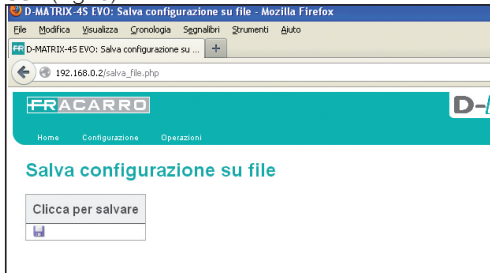 D-MATRIX-4S EVO: Salva configurazione su file - Mozilla Firefox
File Modifica Visualizza Cronologia Segnalibri Strumenti Aiuto
FR D-MATRIX-4S EVO: Salva configurazione su ... +
192.168.0.2/salva_file.php
FRACARRO
D-
Home Configurazione Operazioni
Salva configurazione su file
Clicca per salvare